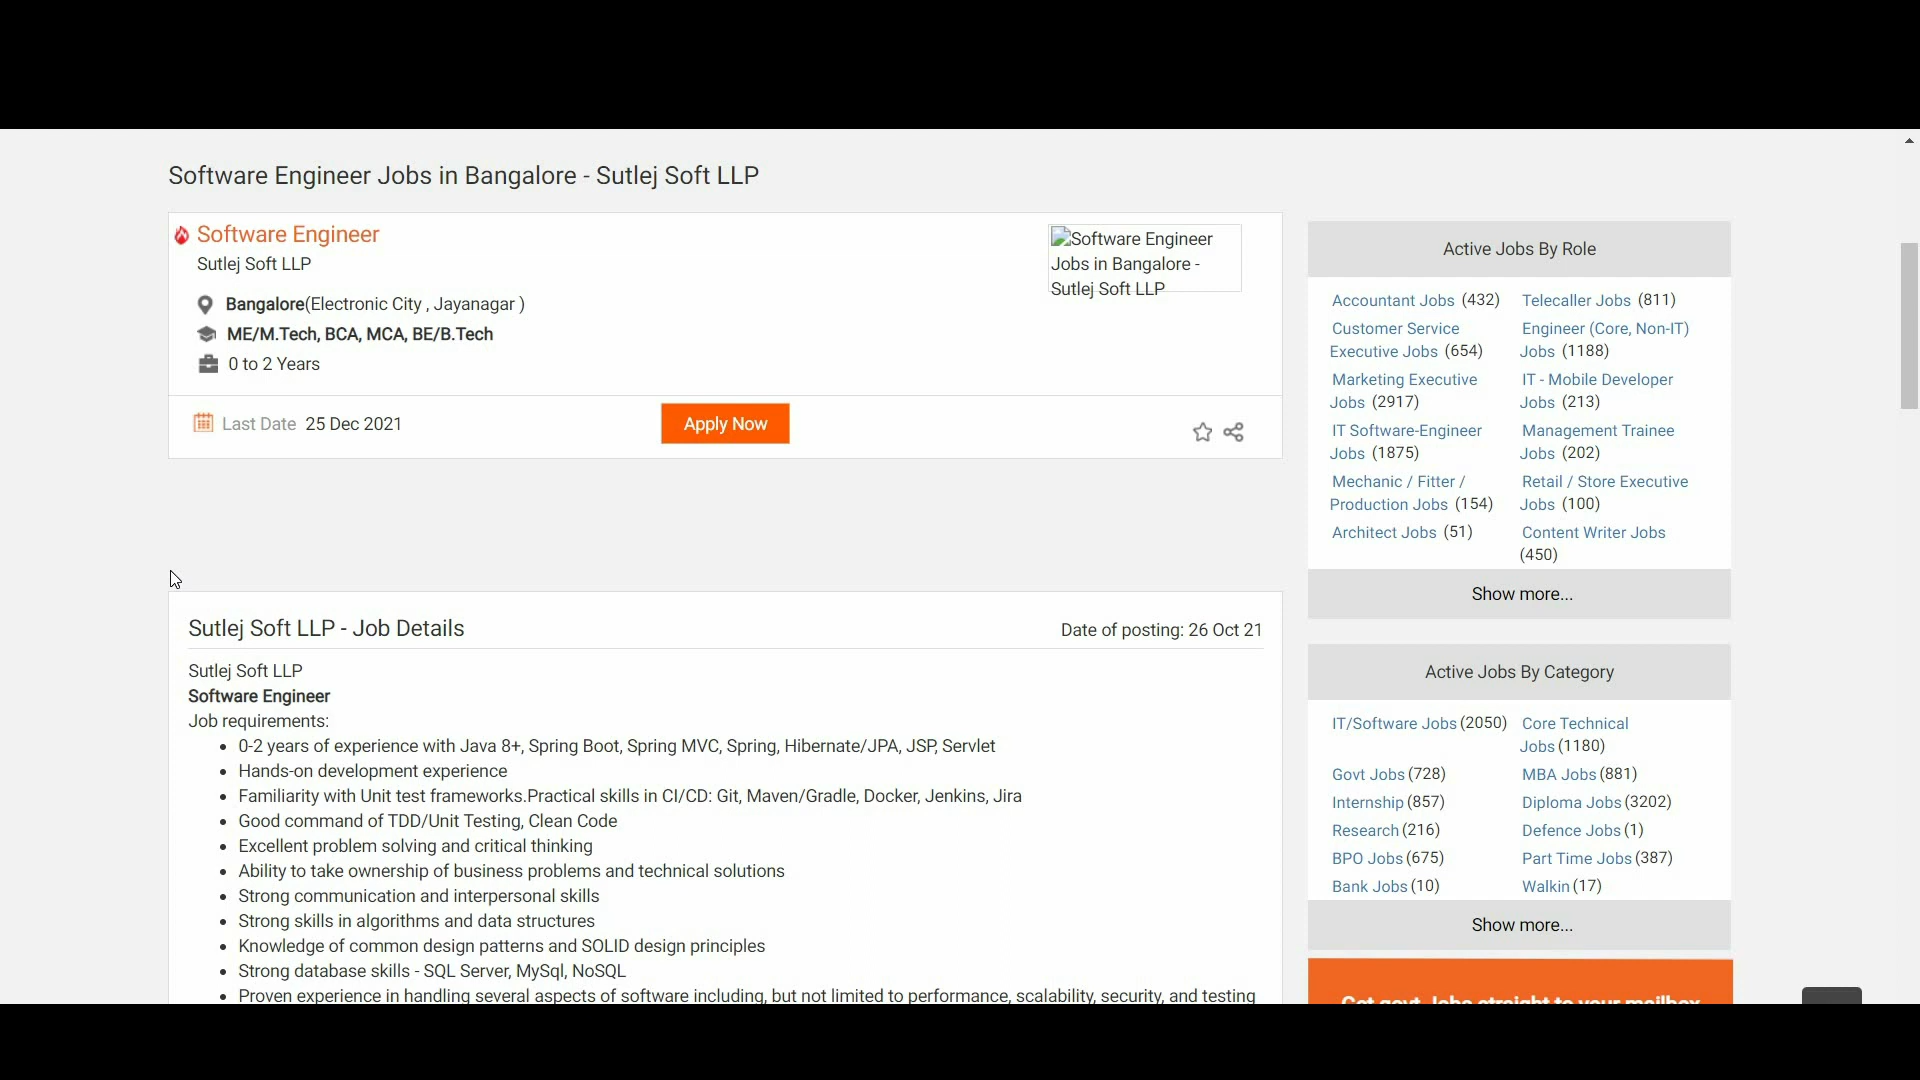 Software Engineer Jobs in Bangalore - Sutlej Soft LLP
Software Engineer
Sutlej Soft LLP
Bangalore(Electronic City , Jayanagar )
ME/M.Tech, BCA, MCA, BE/B.Tech
0 to 2 Years
Software Engineer
Jobs in Bangalore -
Sutlej Soft LLP
Last Date 25 Dec 2021
Apply Now
Sutlej Soft LLP - Job Details
Date of posting: 26 Oct 21
Sutlej Soft LLP
Software Engineer
Job requirements:
• 0-2 years of experience with Java 8+, Spring Boot, Spring MVC, Spring, Hibernate/JPA, JSP, Servlet
• Hands-on development experience
• Familiarity with Unit test frameworks.Practical skills in CI/CD: Git, Maven/Gradle, Docker, Jenkins, Jira
• Good command of TDD/Unit Testing, Clean Code
• Excellent problem solving and critical thinking
• Ability to take ownership of business problems and technical solutions
• Strong communication and interpersonal skills
• Strong skills in algorithms and data structures
• Knowledge of common design patterns and SOLID design principles
• Strong database skills - SQL Server, MySql, NoSQL
• Proven experience in handling several aspects of software including, but not limited to performance, scalability, security, and testing
Active Jobs By Role
Accountant Jobs (432)
Telecaller Jobs (811)
Customer Service
Executive Jobs (654)
Engineer (Core, Non-IT)
Jobs (1188)
Marketing Executive
Jobs (2917)
IT - Mobile Developer
Jobs (213)
IT Software-Engineer
Jobs (1875)
Management Trainee
Jobs (202)
Mechanic / Fitter /
Production Jobs (154)
Retail / Store Executive
Jobs (100)
Architect Jobs (51)
Content Writer Jobs
(450)
Show more...
Active Jobs By Category
IT/Software Jobs (2050)
Core Technical
Jobs (1180)
Govt Jobs (728)
MBA Jobs (881)
Internship (857)
Diploma Jobs (3202)
Research (216)
Defence Jobs (1)
BPO Jobs (675)
Part Time Jobs (387)
Bank Jobs (10)
Walkin (17)
Show more...
Get govt. Jobs straight to your mailbox